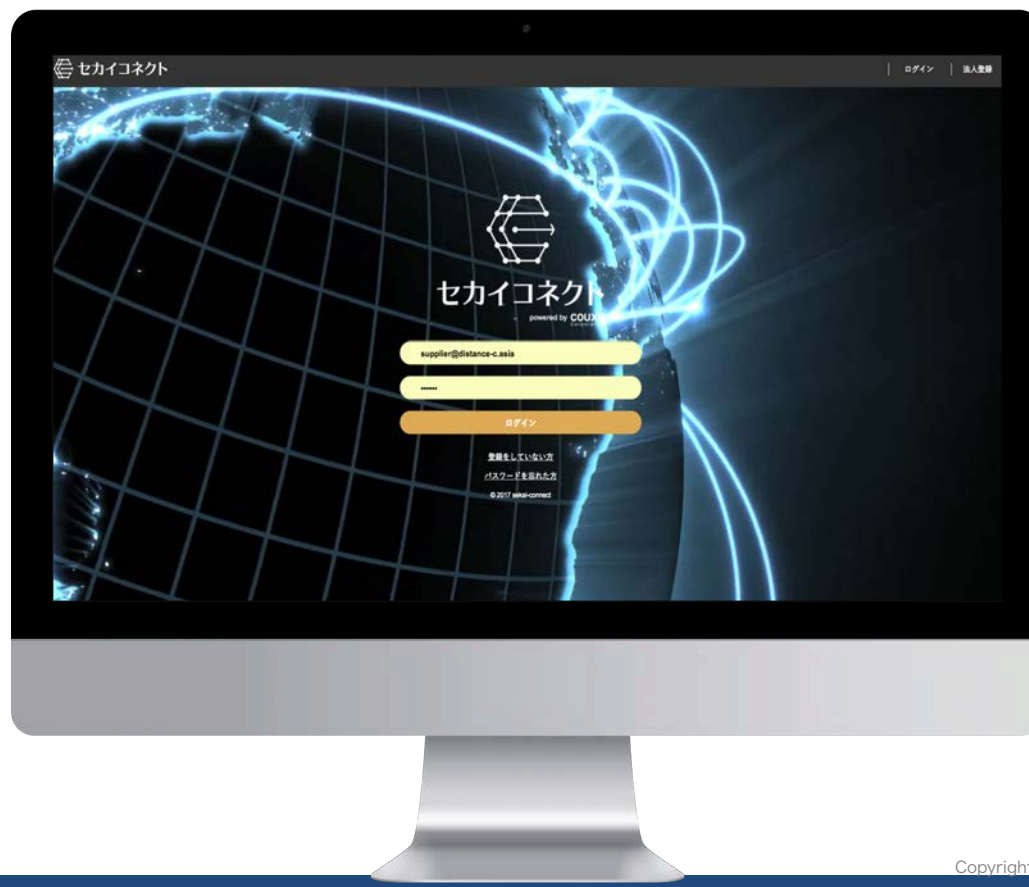 セカイコネクト
ログイン
法人登録
セカイコネクト
powered by COUX
supplier@distance-c.asia
••••••
ログイン
登録をしていない方
パスワードを忘れた方
© 2017 sekai-connect
Copyright